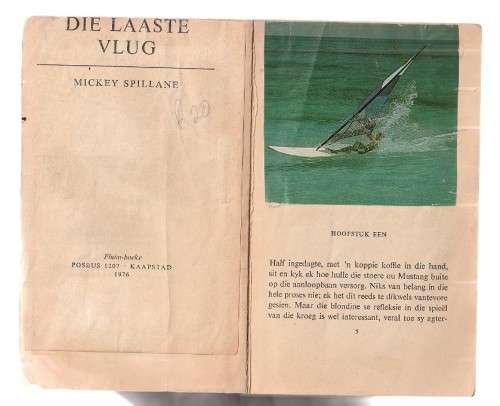 DIE LAASTE
VLUG
MICKEY SPILLANE
Pluim-boeke
POSBUS 1207 · KAAPSTAD
1976
HOOFSTUK EEN
Half ingedagte, met 'n koppie koffie in die hand,
sit en kyk ek hoe hulle die stoere ou Mustang buite
op die aanloopbaan versorg. Niks van belang in die
hele proses nie; ek het dit reeds te dikwels vantevore
gesien. Maar die blondine se refleksie in die spieël
van die kroeg is wel interessant, veral toe sy agter-
5